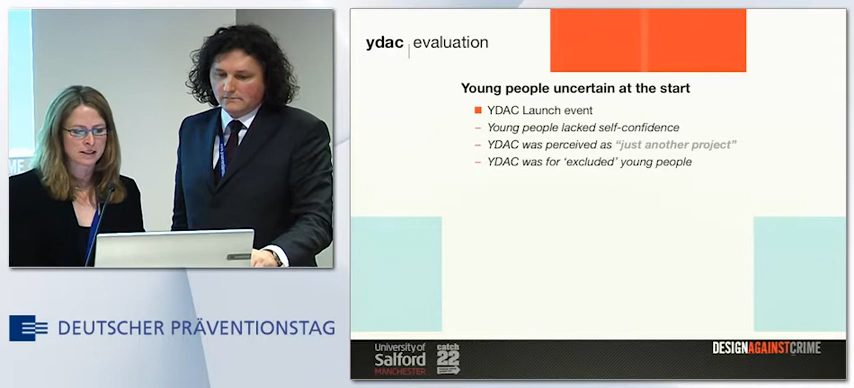 ydac evaluation
Young people uncertain at the start
YDAC Launch event
– Young people lacked self-confidence
– YDAC was perceived as “just another project”
– YDAC was for ‘excluded’ young people
DEUTSCHER PRÄVENTIONSTAG
University of
Salford
MANCHESTER
catch
22
DESIGNAGAINSTCRIME